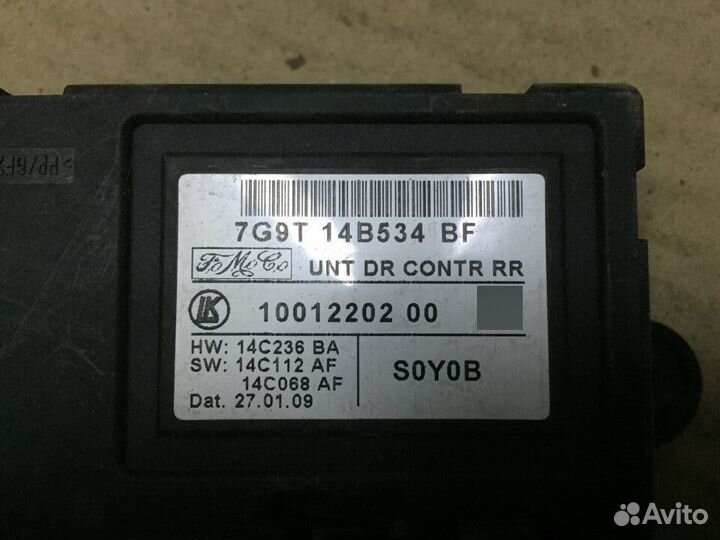 7G9T 14B534 BF
FoMoCo UNT DR CONTR RR
LK 10012202 00
HW: 14C236 BA
SW: 14C112 AF
14C068 AF
Dat. 27.01.09
S0Y0B
Avito